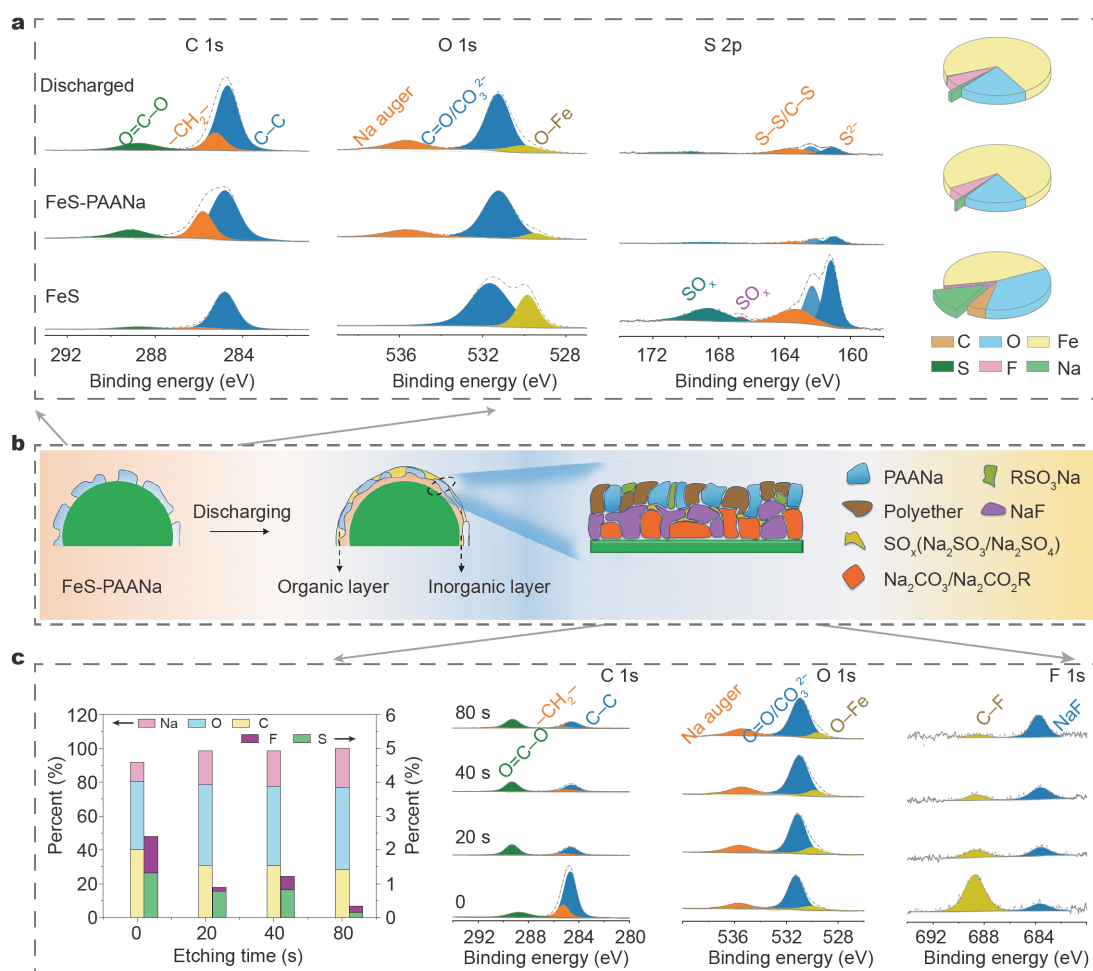 a
C 1s
O 1s
S 2p
Discharged
O=C–O
–CH₂–
C–C
Na auger
C=O/CO₃²⁻
O–Fe
S–S/C–S
S²⁻
FeS-PAANa
FeS
SOₓ
SOₓ
292 288 284
536 532 528
172 168 164 160
Binding energy (eV)
Binding energy (eV)
Binding energy (eV)
C O Fe
S F Na
b
Discharging
FeS-PAANa
Organic layer
Inorganic layer
PAANa
RSO₃Na
Polyether
NaF
SOₓ(Na₂SO₃/Na₂SO₄)
Na₂CO₃/Na₂CO₂R
c
120
100
80
60
40
20
0
Percent (%)
Na O C
F S
6
5
4
3
2
1
0
Percent (%)
0 20 40 80
Etching time (s)
C 1s
O 1s
F 1s
80 s
–CH₂–
C–C
O=C–O
Na auger
C=O/CO₃²⁻
O–Fe
C–F
NaF
40 s
20 s
0
292 288 284 280
536 532 528
692 688 684
Binding energy (eV)
Binding energy (eV)
Binding energy (eV)